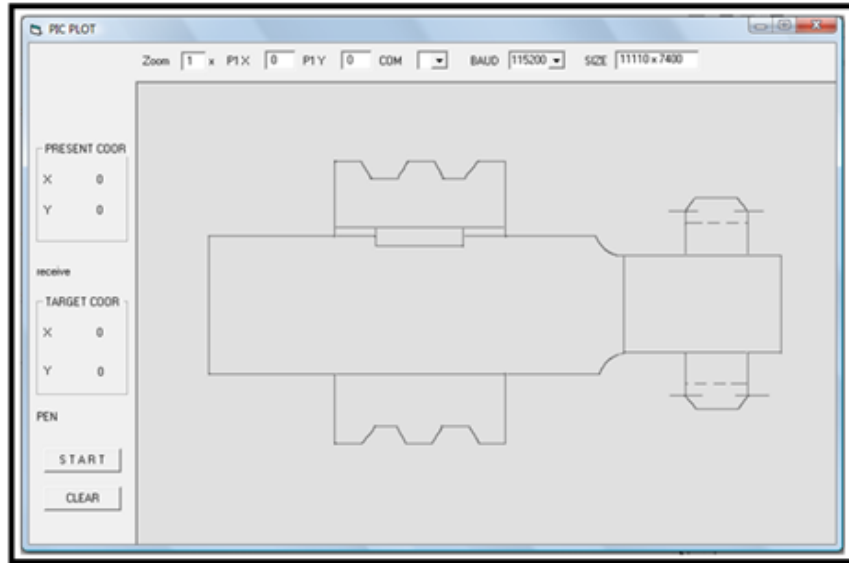 PIC PLOT
Zoom 1 x P1X 0 P1Y 0 COM BAUD 115200 SIZE 11110 x 7400
PRESENT COOR
X 0
Y 0
receive
TARGET COOR
X 0
Y 0
PEN
START
CLEAR